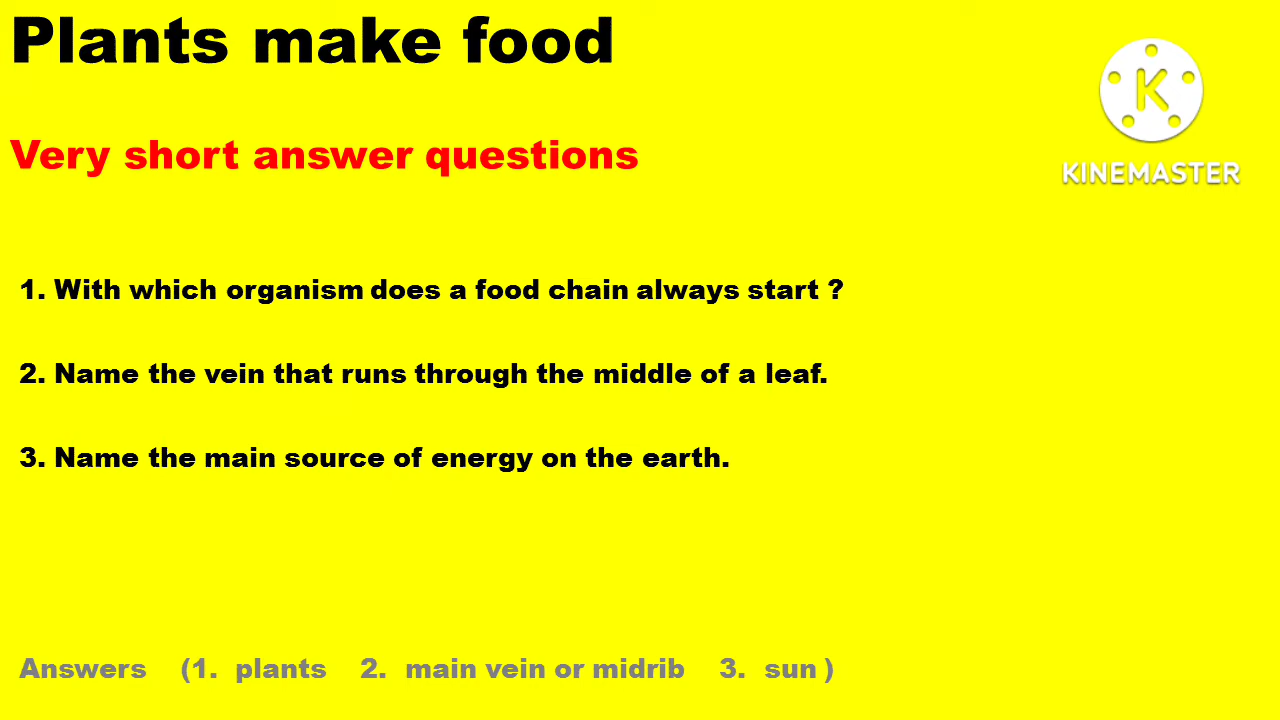 Plants make food
K
KINEMASTER
Very short answer questions
1. With which organism does a food chain always start ?
2. Name the vein that runs through the middle of a leaf.
3. Name the main source of energy on the earth.
Answers (1. plants 2. main vein or midrib 3. sun )